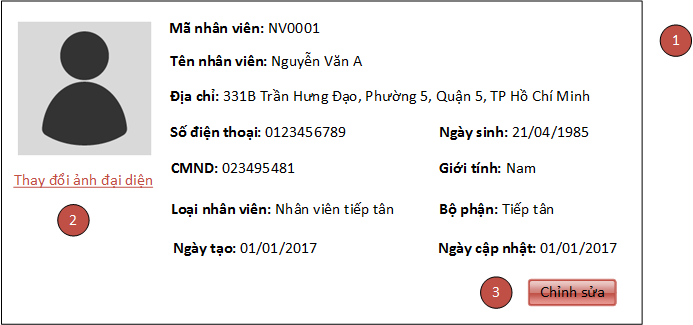 Mã nhân viên: NV0001
1
Tên nhân viên: Nguyễn Văn A
Địa chỉ: 331B Trần Hưng Đạo, Phường 5, Quận 5, TP Hồ Chí Minh
Số điện thoại: 0123456789 Ngày sinh: 21/04/1985
CMND: 023495481 Giới tính: Nam
Thay đổi ảnh đại diện
Loại nhân viên: Nhân viên tiếp tân Bộ phận: Tiếp tân
2
Ngày tạo: 01/01/2017 Ngày cập nhật: 01/01/2017
3 Chỉnh sửa